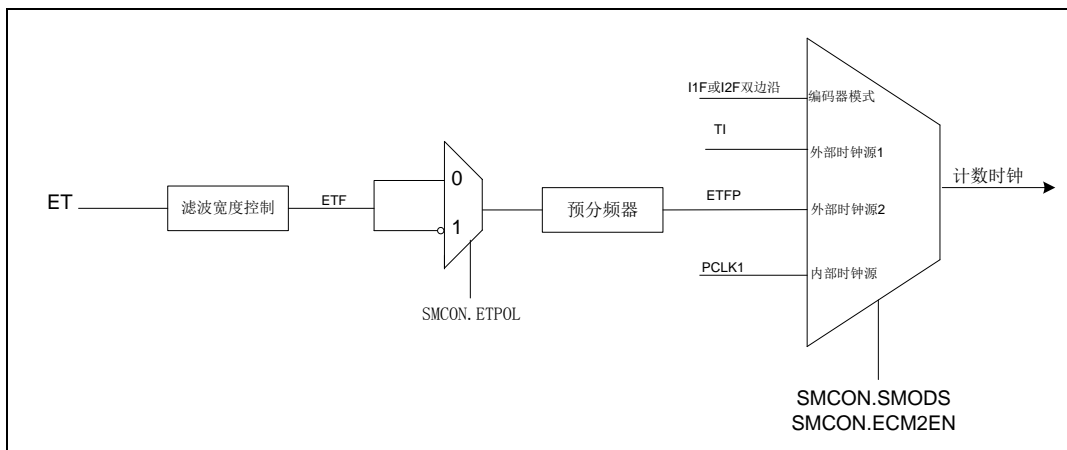 I1F或I2F双边沿
编码器模式
TI
外部时钟源1
计数时钟
ET
滤波宽度控制
ETF
0
1
预分频器
ETFP
外部时钟源2
PCLK1
内部时钟源
SMCON.ETPOL
SMCON.SMODS
SMCON.ECM2EN